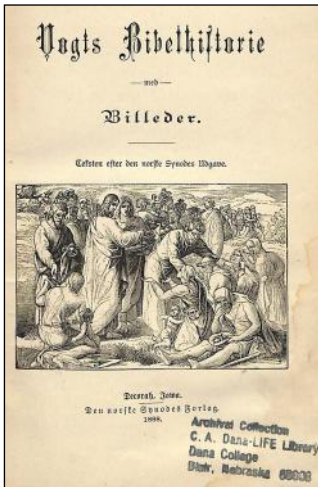 Vogts Bibelhistorie
— med —
Billeder.
Teksten efter den norske Synodes Udgave.
Decorah, Iowa.
Den norske Synodes Forlag.
1888.
Archival Collection
C. A. Dana-LIFE Library
Dana College
Blair, Nebraska 68008